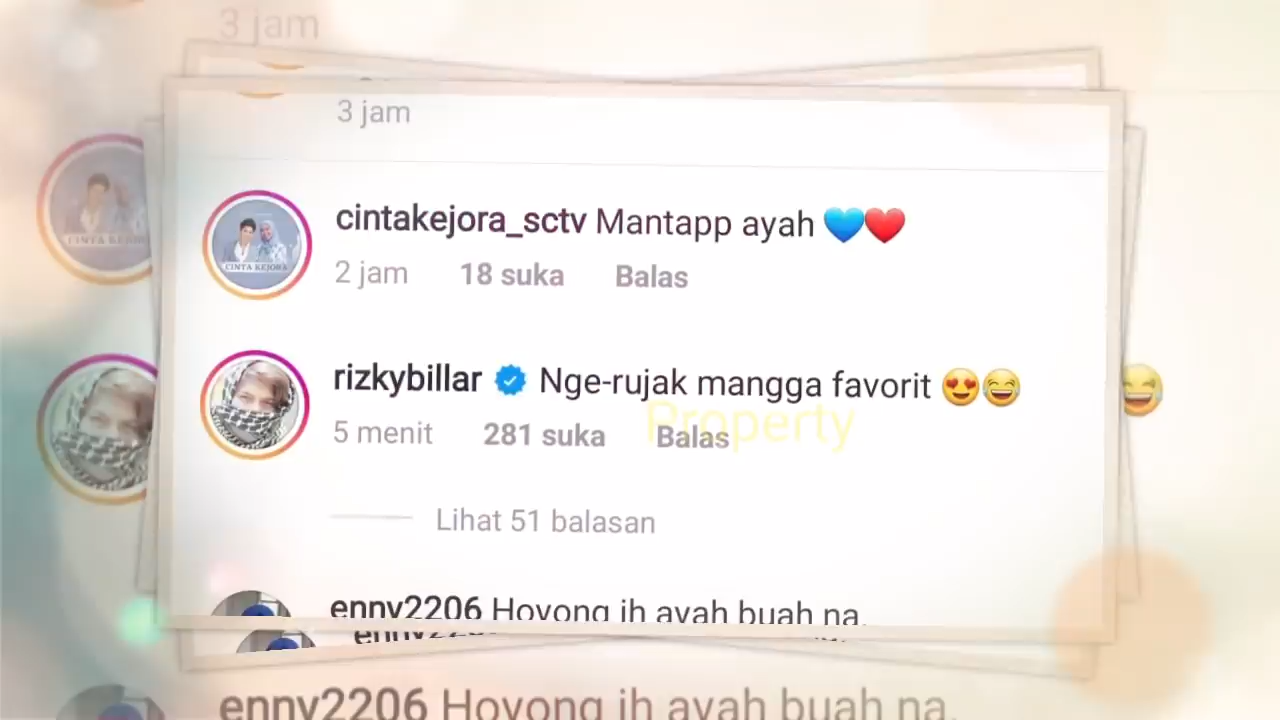 3 jam
3 jam
cintakejora_sctv Mantapp ayah 💙❤️
2 jam 18 suka Balas
CINTA KEJORA
rizkybillar Nge-rujak mangga favorit 😍😂
Property
5 menit 281 suka Balas
Lihat 51 balasan
enny2206 Hoyong ih ayah buah na.
enny2206 Hoyong ih ayah buah na.